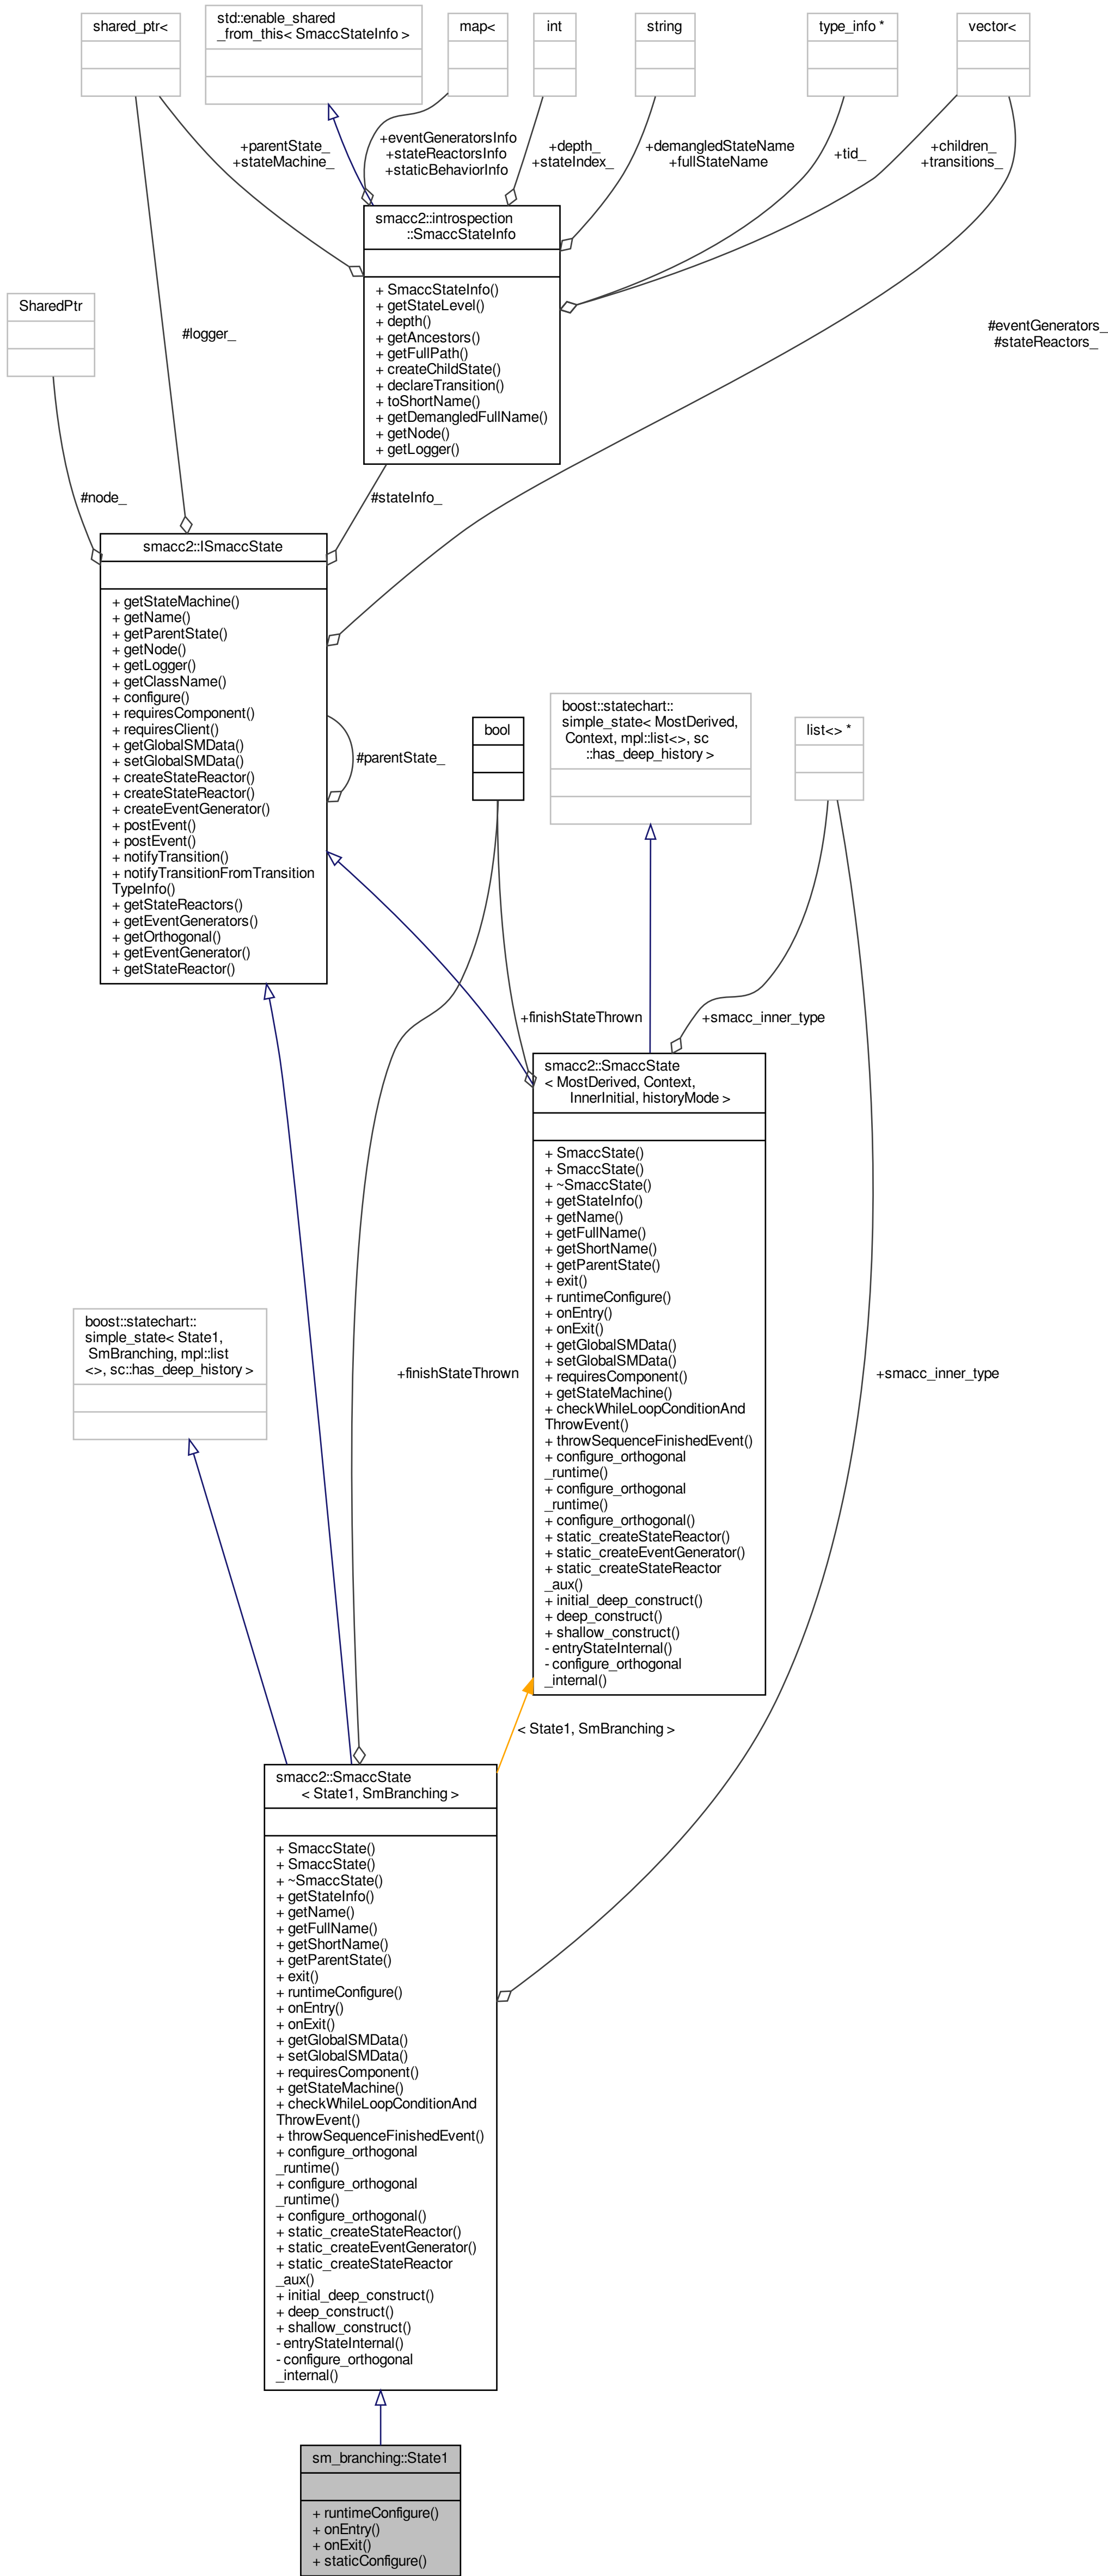 shared_ptr<
std::enable_shared
_from_this< SmaccStateInfo >
map<
int
string
type_info *
vector<
+parentState_
+stateMachine_
+eventGeneratorsInfo
+stateReactorsInfo
+staticBehaviorInfo
+depth_
+stateIndex_
+demangledStateName
+fullStateName
+tid_
+children_
+transitions_
smacc2::introspection
::SmaccStateInfo
+ SmaccStateInfo()
+ getStateLevel()
+ depth()
+ getAncestors()
+ getFullPath()
+ createChildState()
+ declareTransition()
+ toShortName()
+ getDemangledFullName()
+ getNode()
+ getLogger()
SharedPtr
#logger_
#eventGenerators_
#stateReactors_
#node_
#stateInfo_
smacc2::ISmaccState
+ getStateMachine()
+ getName()
+ getParentState()
+ getNode()
+ getLogger()
+ getClassName()
+ configure()
+ requiresComponent()
+ requiresClient()
+ getGlobalSMData()
+ setGlobalSMData()
+ createStateReactor()
+ createStateReactor()
+ createEventGenerator()
+ postEvent()
+ postEvent()
+ notifyTransition()
+ notifyTransitionFromTransition
TypeInfo()
+ getStateReactors()
+ getEventGenerators()
+ getOrthogonal()
+ getEventGenerator()
+ getStateReactor()
#parentState_
bool
boost::statechart::
simple_state< MostDerived,
Context, mpl::list<>, sc
::has_deep_history >
list<> *
+finishStateThrown
+smacc_inner_type
smacc2::SmaccState
< MostDerived, Context,
InnerInitial, historyMode >
+ SmaccState()
+ SmaccState()
+ ~SmaccState()
+ getStateInfo()
+ getName()
+ getFullName()
+ getShortName()
+ getParentState()
+ exit()
+ runtimeConfigure()
+ onEntry()
+ onExit()
+ getGlobalSMData()
+ setGlobalSMData()
+ requiresComponent()
+ getStateMachine()
+ checkWhileLoopConditionAnd
ThrowEvent()
+ throwSequenceFinishedEvent()
+ configure_orthogonal
_runtime()
+ configure_orthogonal
_runtime()
+ configure_orthogonal()
+ static_createStateReactor()
+ static_createEventGenerator()
+ static_createStateReactor
_aux()
+ initial_deep_construct()
+ deep_construct()
+ shallow_construct()
- entryStateInternal()
- configure_orthogonal
_internal()
boost::statechart::
simple_state< State1,
SmBranching, mpl::list
<>, sc::has_deep_history >
+finishStateThrown
+smacc_inner_type
< State1, SmBranching >
smacc2::SmaccState
< State1, SmBranching >
+ SmaccState()
+ SmaccState()
+ ~SmaccState()
+ getStateInfo()
+ getName()
+ getFullName()
+ getShortName()
+ getParentState()
+ exit()
+ runtimeConfigure()
+ onEntry()
+ onExit()
+ getGlobalSMData()
+ setGlobalSMData()
+ requiresComponent()
+ getStateMachine()
+ checkWhileLoopConditionAnd
ThrowEvent()
+ throwSequenceFinishedEvent()
+ configure_orthogonal
_runtime()
+ configure_orthogonal
_runtime()
+ configure_orthogonal()
+ static_createStateReactor()
+ static_createEventGenerator()
+ static_createStateReactor
_aux()
+ initial_deep_construct()
+ deep_construct()
+ shallow_construct()
- entryStateInternal()
- configure_orthogonal
_internal()
sm_branching::State1
+ runtimeConfigure()
+ onEntry()
+ onExit()
+ staticConfigure()